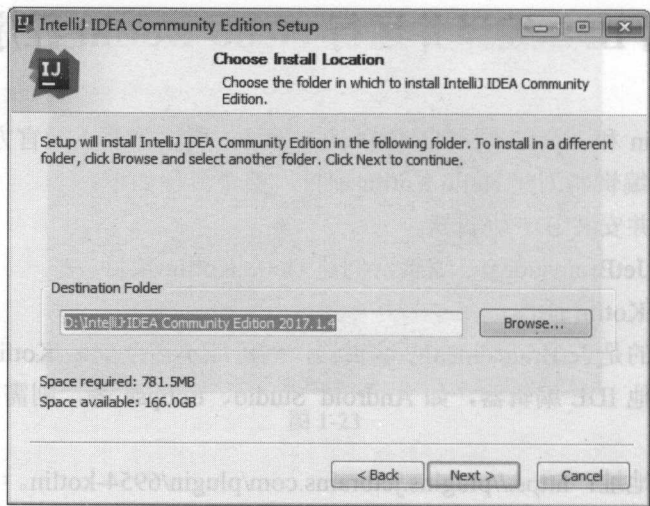 IntelliJ IDEA Community Edition Setup
IJ
Choose Install Location
Choose the folder in which to install IntelliJ IDEA Community
Edition.
Setup will install IntelliJ IDEA Community Edition in the following folder. To install in a different
folder, click Browse and select another folder. Click Next to continue.
Destination Folder
D:\IntelliJ IDEA Community Edition 2017.1.4
Browse...
Space required: 781.5MB
Space available: 166.0GB
< Back
Next >
Cancel